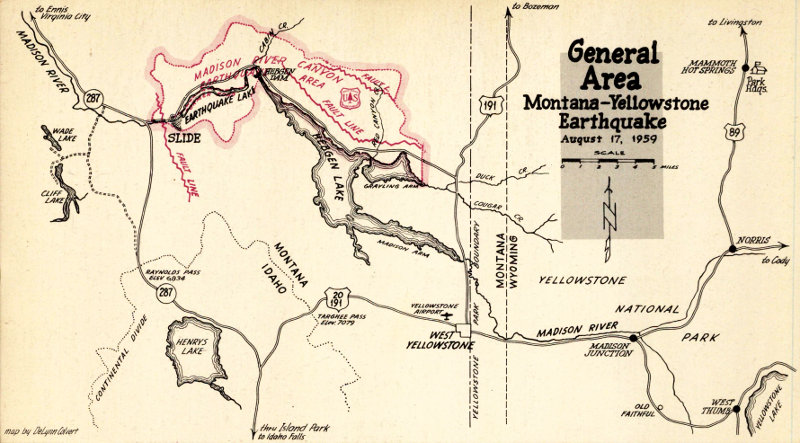 General
Area
Montana-Yellowstone
Earthquake
August 17, 1959
SCALE
0 1 2 3 4 5 MILES
N
to Ennis
Virginia City
MADISON RIVER
287
WADE LAKE
CLIFF LAKE
SLIDE
FAULT LINE
EARTHQUAKE LAKE
MADISON RIVER CANYON
EARTHQUAKE AREA
CABIN CR.
HEBGEN
DAM
FAULT
FAULT LINE
CANYON
HEBGEN LAKE
GRAYLING ARM
MADISON ARM
DUCK CR.
COUGAR CR.
to Bozeman
191
to Livingston
MAMMOTH
HOT SPRINGS
Park
Hdqs.
89
NORRIS
to Cody
MONTANA
WYOMING
YELLOWSTONE PARK BOUNDARY
YELLOWSTONE
NATIONAL
PARK
MADISON RIVER
MADISON
JUNCTION
OLD
FAITHFUL
WEST
THUMB
YELLOWSTONE
LAKE
YELLOWSTONE
AIRPORT
WEST
YELLOWSTONE
20
191
TARGHEE PASS
Elev. 7079
MONTANA
IDAHO
RAYNOLDS PASS
ELEV 6834
287
CONTINENTAL DIVIDE
HENRYS
LAKE
thru Island Park
to Idaho Falls
map by DeLynn Colvert